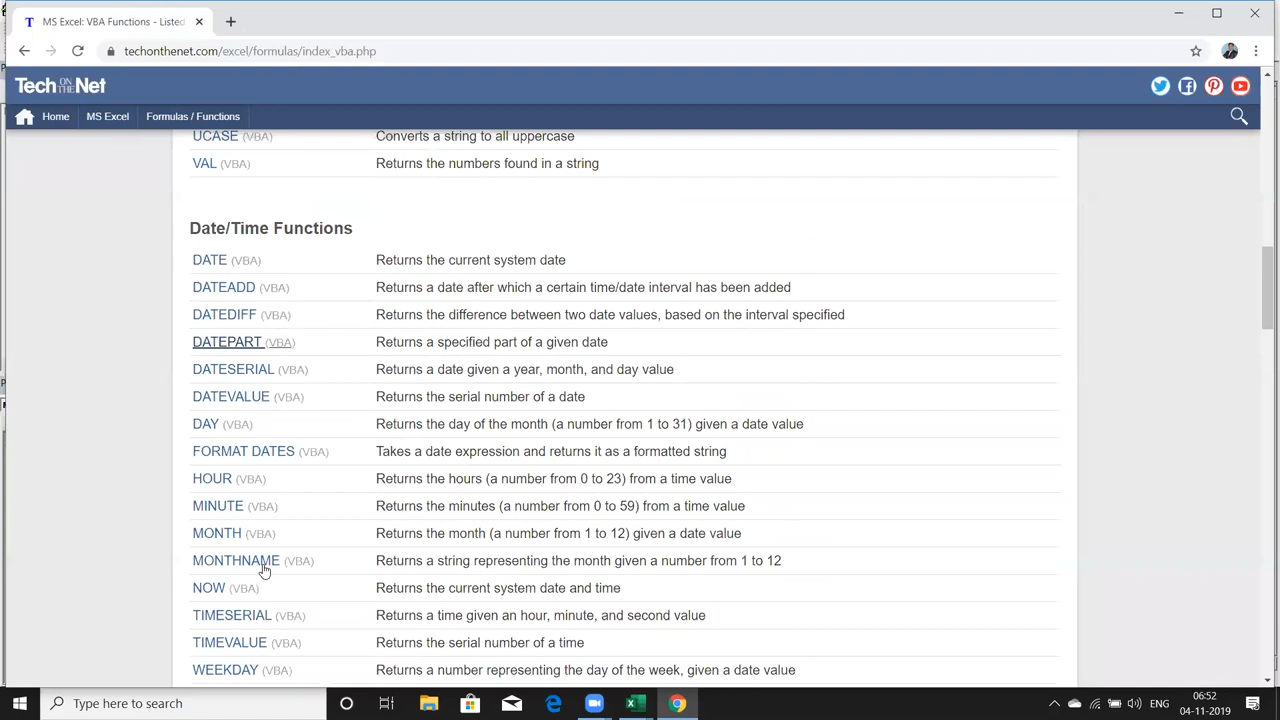 MS Excel: VBA Functions - Listed
techonthenet.com/excel/formulas/index_vba.php
Tech ON THE Net
Home MS Excel Formulas / Functions
UCASE (VBA) Converts a string to all uppercase
VAL (VBA) Returns the numbers found in a string
Date/Time Functions
DATE (VBA) Returns the current system date
DATEADD (VBA) Returns a date after which a certain time/date interval has been added
DATEDIFF (VBA) Returns the difference between two date values, based on the interval specified
DATEPART (VBA) Returns a specified part of a given date
DATESERIAL (VBA) Returns a date given a year, month, and day value
DATEVALUE (VBA) Returns the serial number of a date
DAY (VBA) Returns the day of the month (a number from 1 to 31) given a date value
FORMAT DATES (VBA) Takes a date expression and returns it as a formatted string
HOUR (VBA) Returns the hours (a number from 0 to 23) from a time value
MINUTE (VBA) Returns the minutes (a number from 0 to 59) from a time value
MONTH (VBA) Returns the month (a number from 1 to 12) given a date value
MONTHNAME (VBA) Returns a string representing the month given a number from 1 to 12
NOW (VBA) Returns the current system date and time
TIMESERIAL (VBA) Returns a time given an hour, minute, and second value
TIMEVALUE (VBA) Returns the serial number of a time
WEEKDAY (VBA) Returns a number representing the day of the week, given a date value
Type here to search
ENG
06:52
04-11-2019